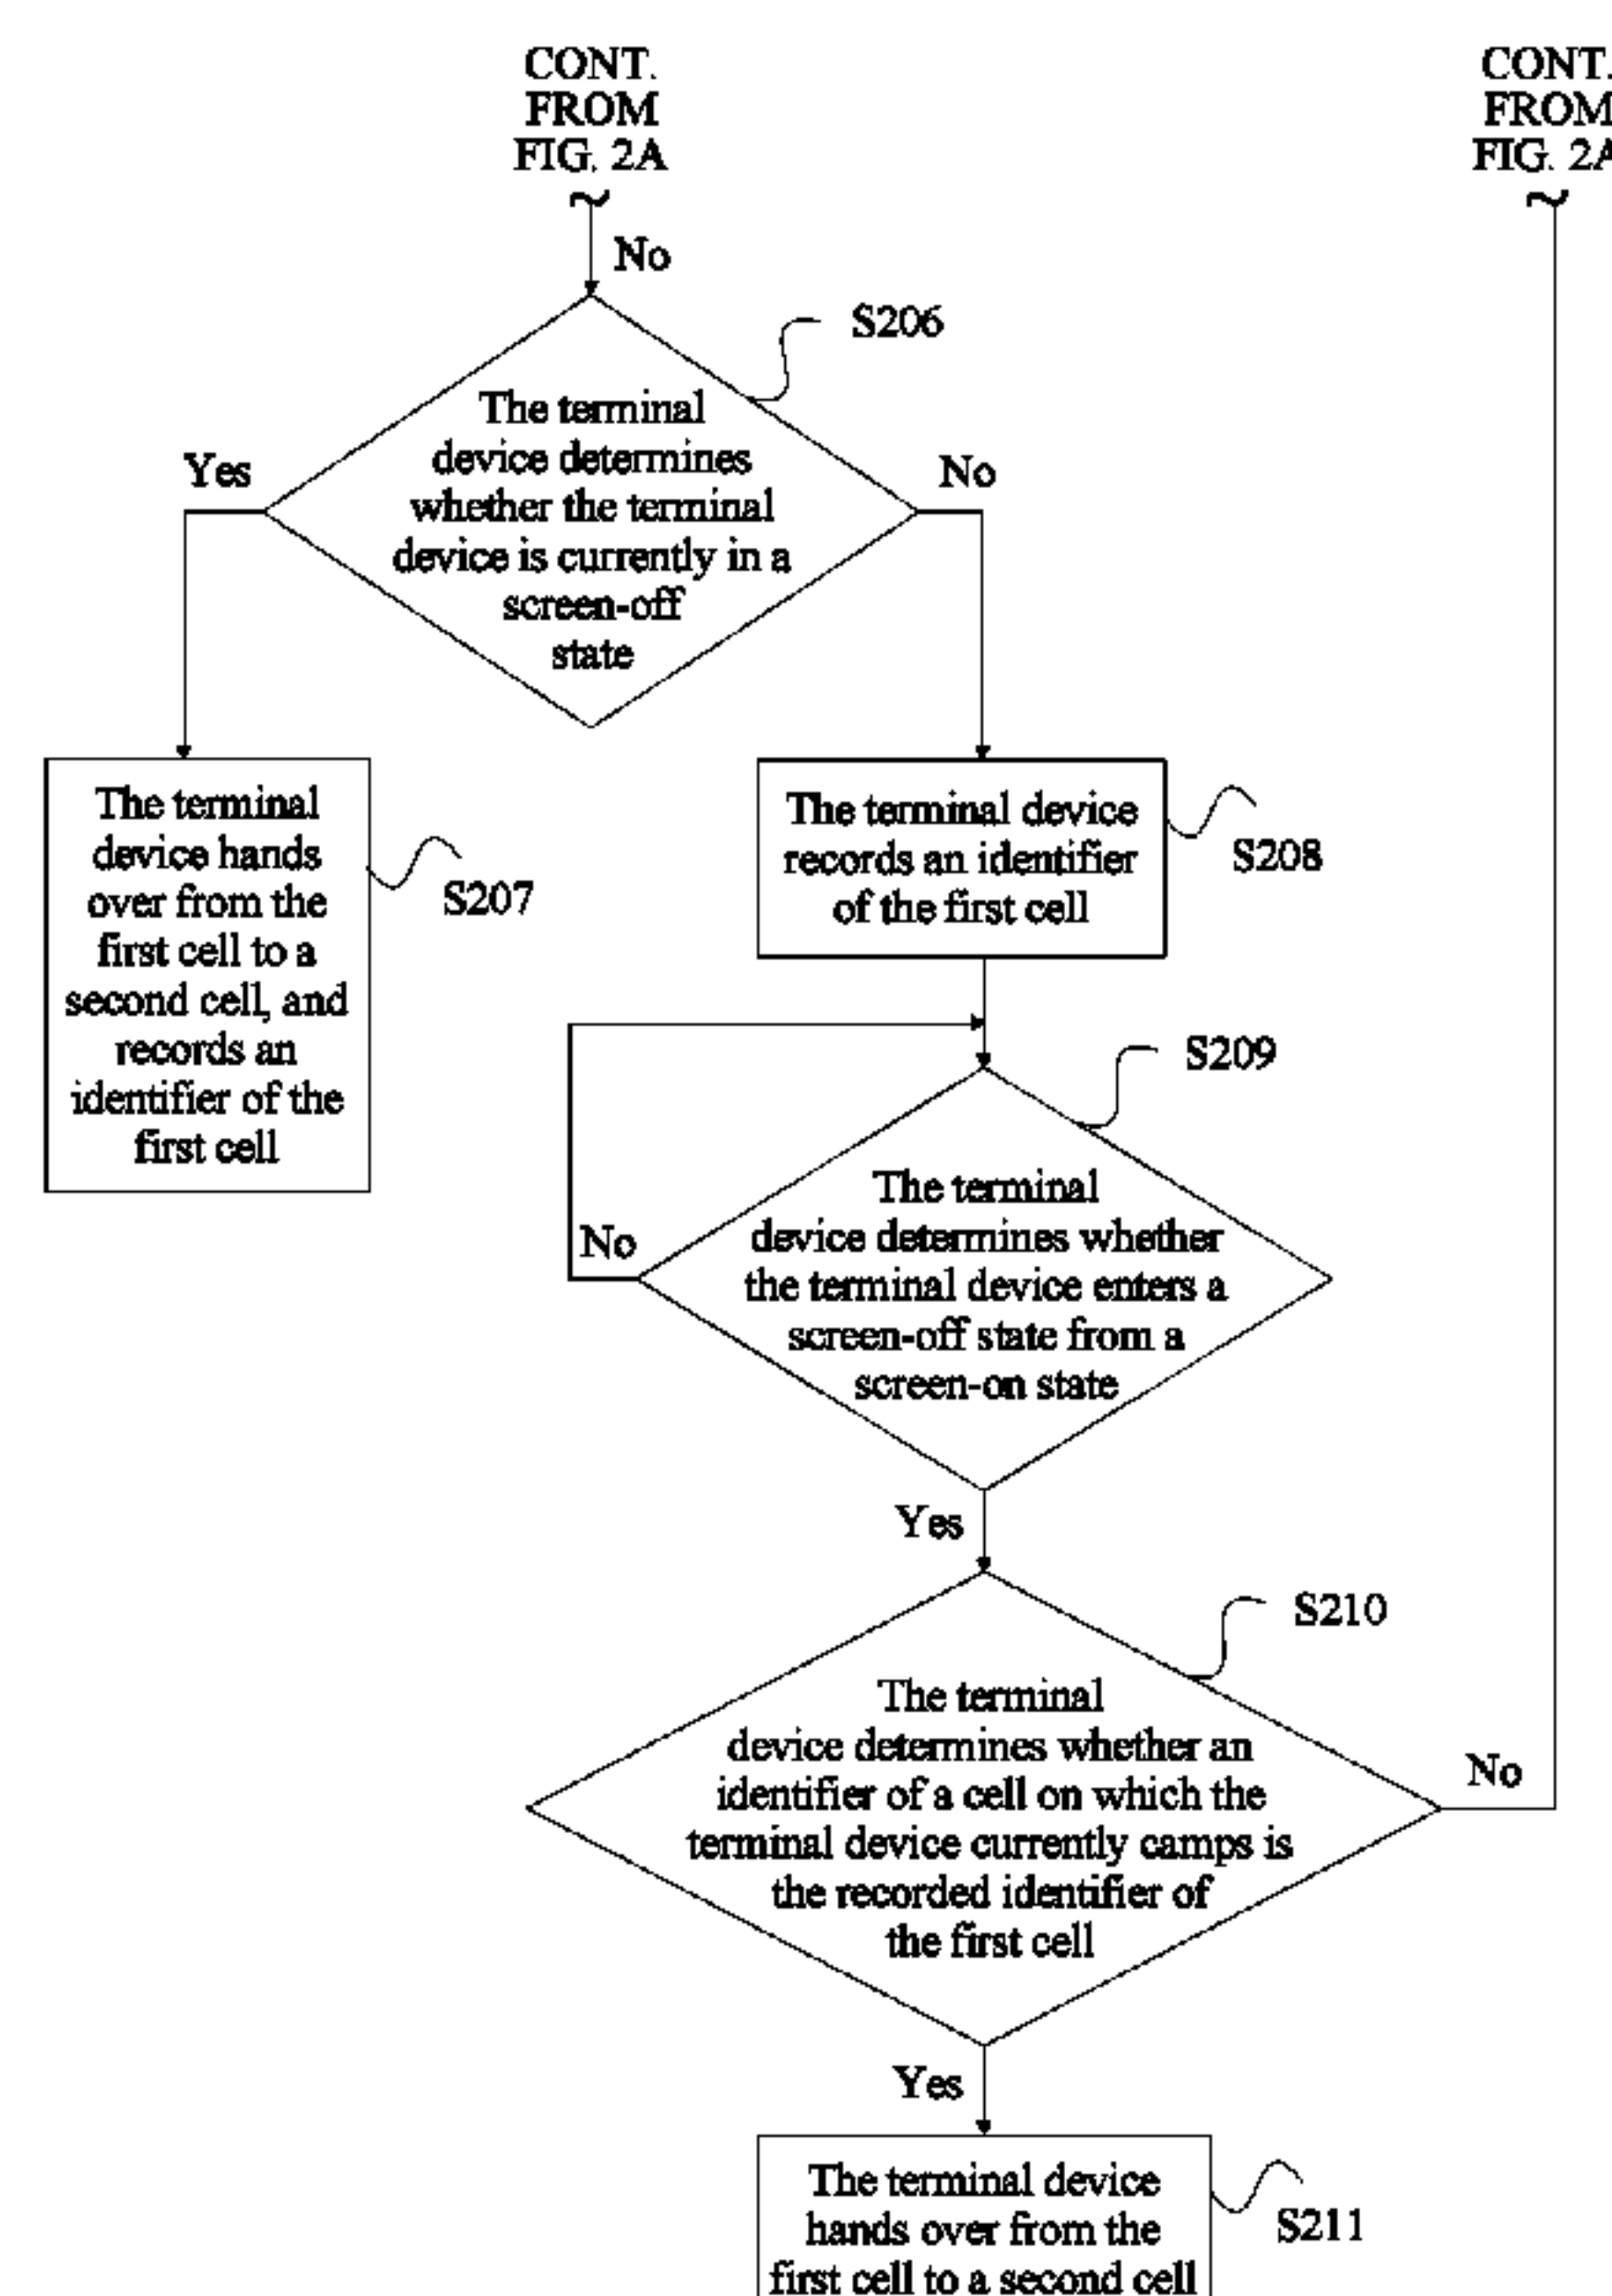 CONT.
FROM
FIG. 2A
CONT.
FROM
FIG. 2A
No
S206
The terminal
device determines
whether the terminal
device is currently in a
screen-off
state
Yes
No
The terminal
device hands
over from the
first cell to a
second cell, and
records an
identifier of the
first cell
S207
The terminal device
records an identifier
of the first cell
S208
S209
The terminal
device determines whether
the terminal device enters a
screen-off state from a
screen-on state
No
Yes
S210
The terminal
device determines whether an
identifier of a cell on which the
terminal device currently camps is
the recorded identifier of
the first cell
No
Yes
The terminal device
hands over from the
first cell to a second cell
S211